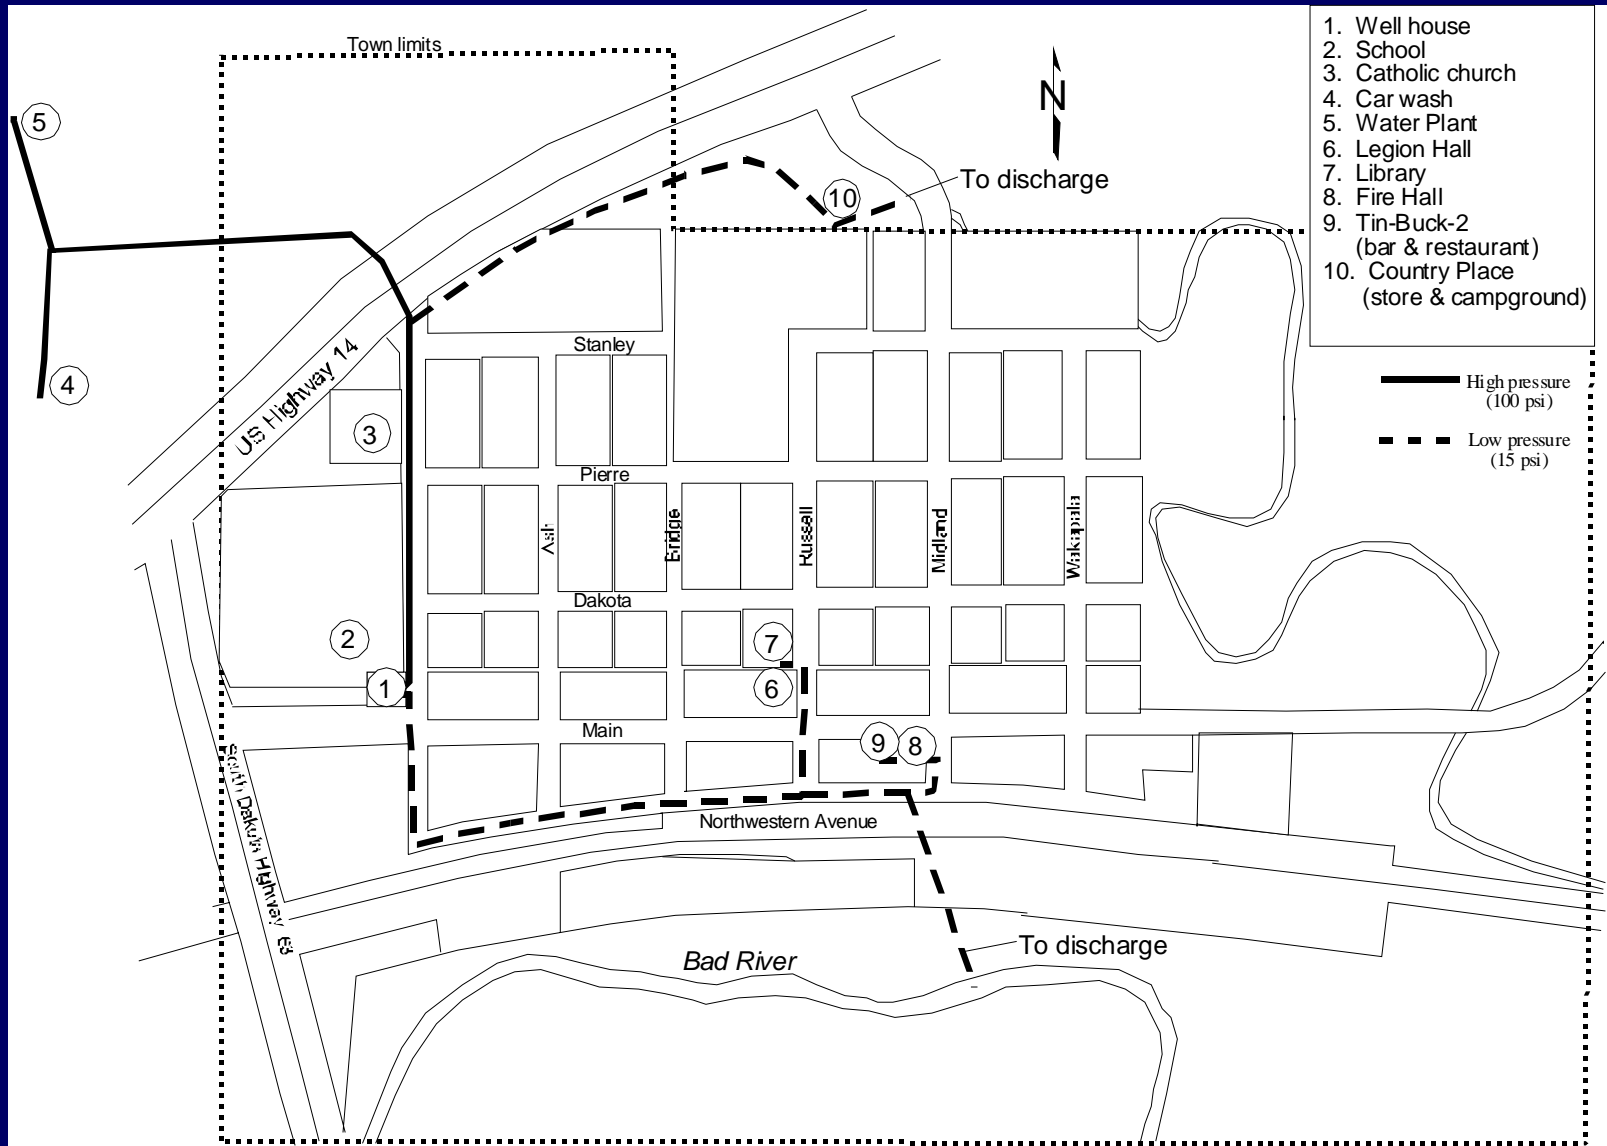 Town limits
1. Well house
2. School
3. Catholic church
4. Car wash
5. Water Plant
6. Legion Hall
7. Library
8. Fire Hall
9. Tin-Buck-2
(bar & restaurant)
10. Country Place
(store & campground)
N
5
10
To discharge
Stanley
US Highway 14
4
High pressure
(100 psi)
3
Low pressure
(15 psi)
Pierre
Ash
Bridge
Russell
Midland
Wakapala
Dakota
2
7
1
6
Main
9
8
South Dakota Highway 63
Northwestern Avenue
Bad River
To discharge